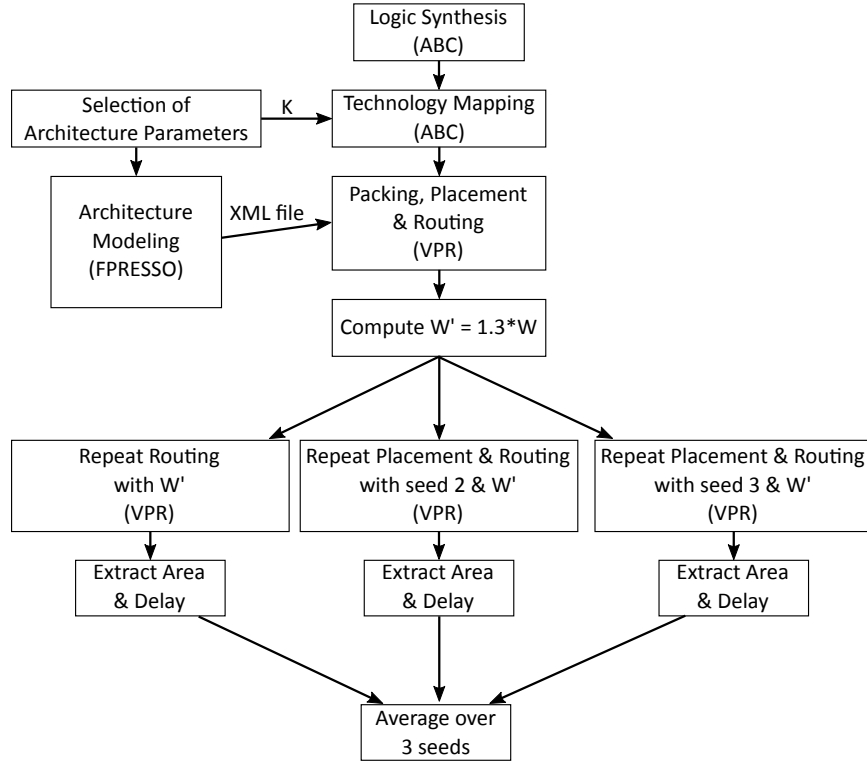 Logic Synthesis
(ABC)
Selection of
Architecture Parameters
K
Technology Mapping
(ABC)
Architecture
Modeling
(FPRESSO)
XML file
Packing, Placement
& Routing
(VPR)
Compute W' = 1.3*W
Repeat Routing
with W'
(VPR)
Repeat Placement & Routing
with seed 2 & W'
(VPR)
Repeat Placement & Routing
with seed 3 & W'
(VPR)
Extract Area
& Delay
Extract Area
& Delay
Extract Area
& Delay
Average over
3 seeds